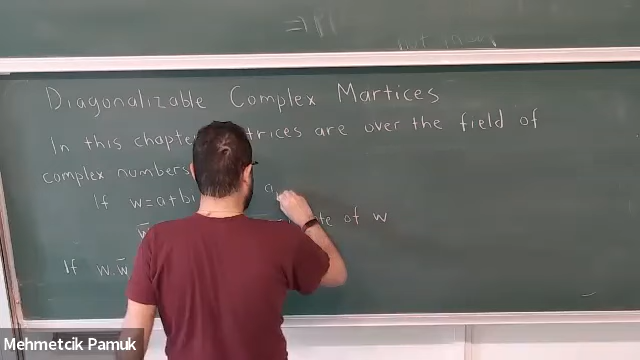 Diagonalizable Complex Martices
In this chapter trices are over the field of
complex numbers
If w=a+bi a
w̄ te of w
If w.w̄
Mehmetcik Pamuk